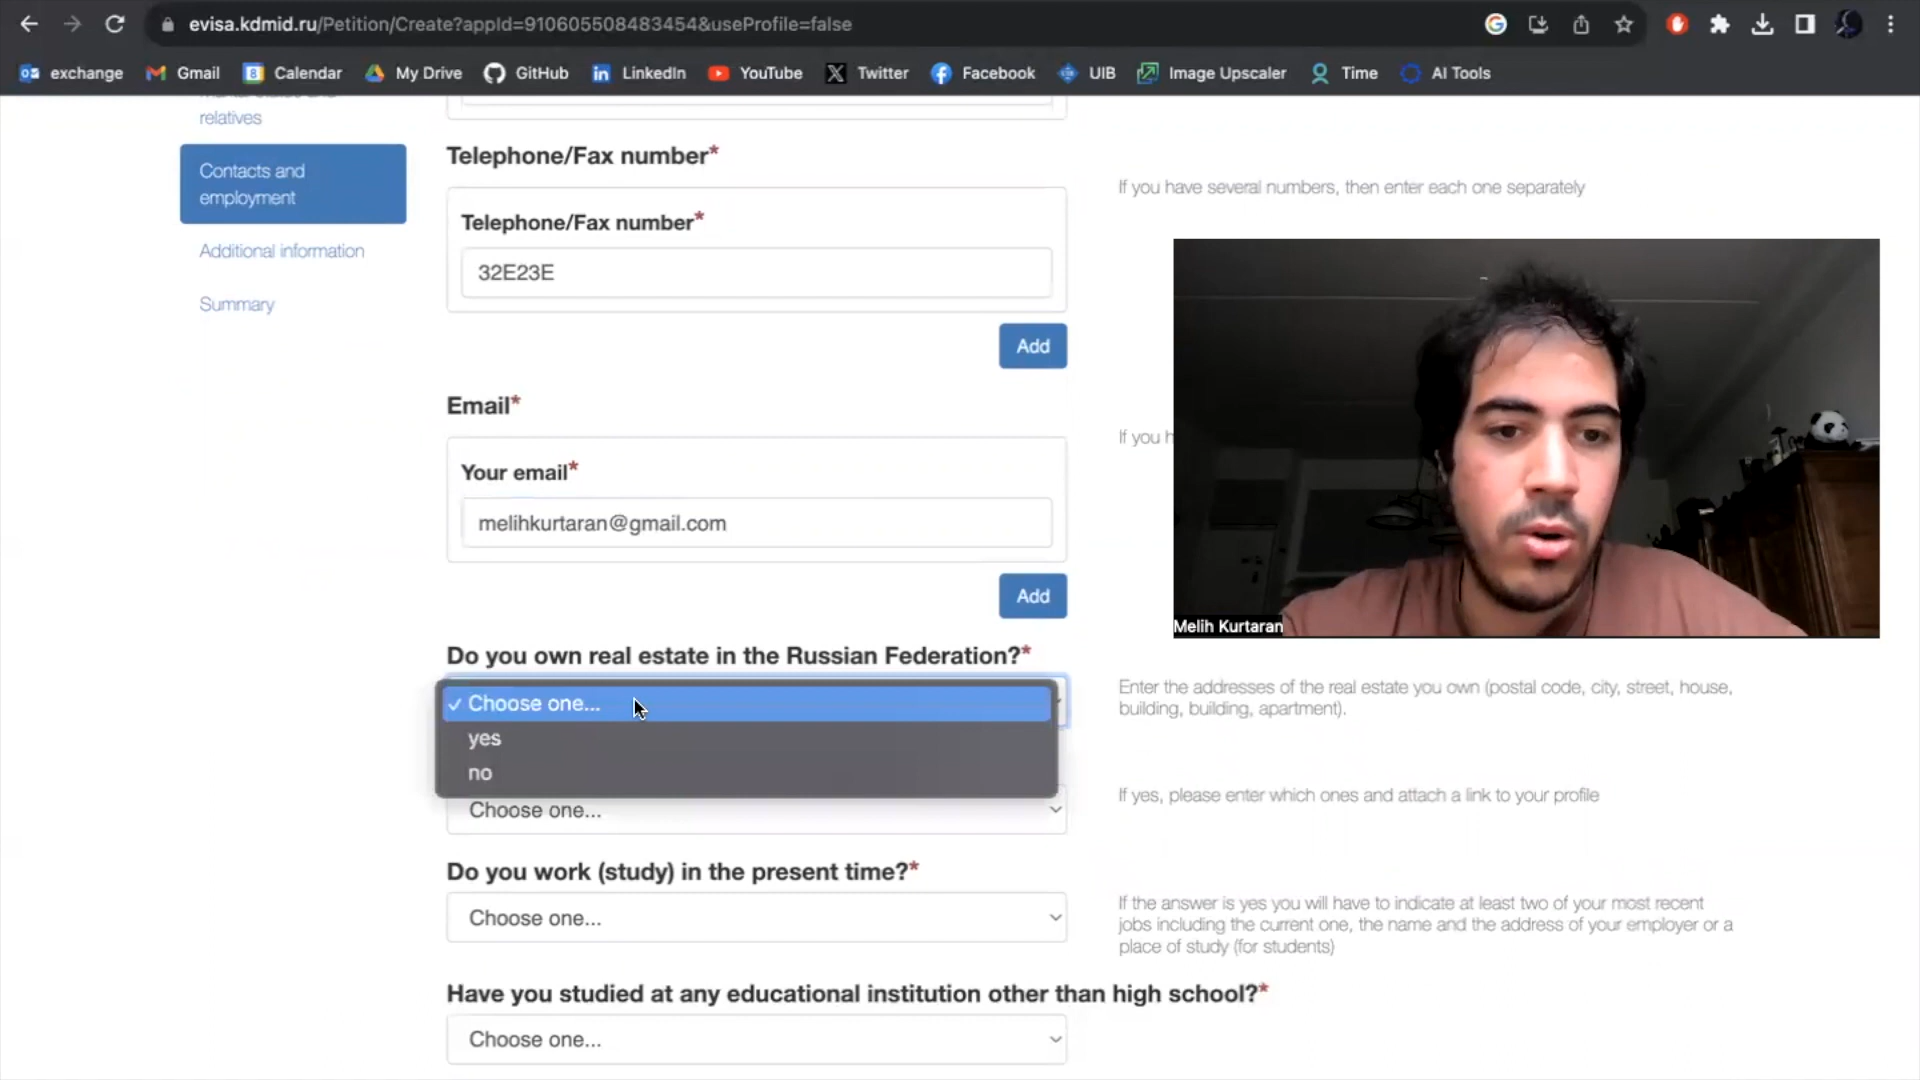 evisa.kdmid.ru/Petition/Create?appId=910605508483454&useProfile=false
exchange Gmail Calendar My Drive GitHub LinkedIn YouTube Twitter Facebook UIB Image Upscaler Time AI Tools
relatives
Contacts and
employment
Additional information
Summary
Telephone/Fax number*
If you have several numbers, then enter each one separately
Telephone/Fax number*
32E23E
Add
Email*
If you h
Your email*
melihkurtaran@gmail.com
Add
Melih Kurtaran
Do you own real estate in the Russian Federation?*
Enter the addresses of the real estate you own (postal code, city, street, house,
building, building, apartment).
✓ Choose one...
yes
no
Choose one...
If yes, please enter which ones and attach a link to your profile
Do you work (study) in the present time?*
Choose one...
If the answer is yes you will have to indicate at least two of your most recent
jobs including the current one, the name and the address of your employer or a
place of study (for students)
Have you studied at any educational institution other than high school?*
Choose one...